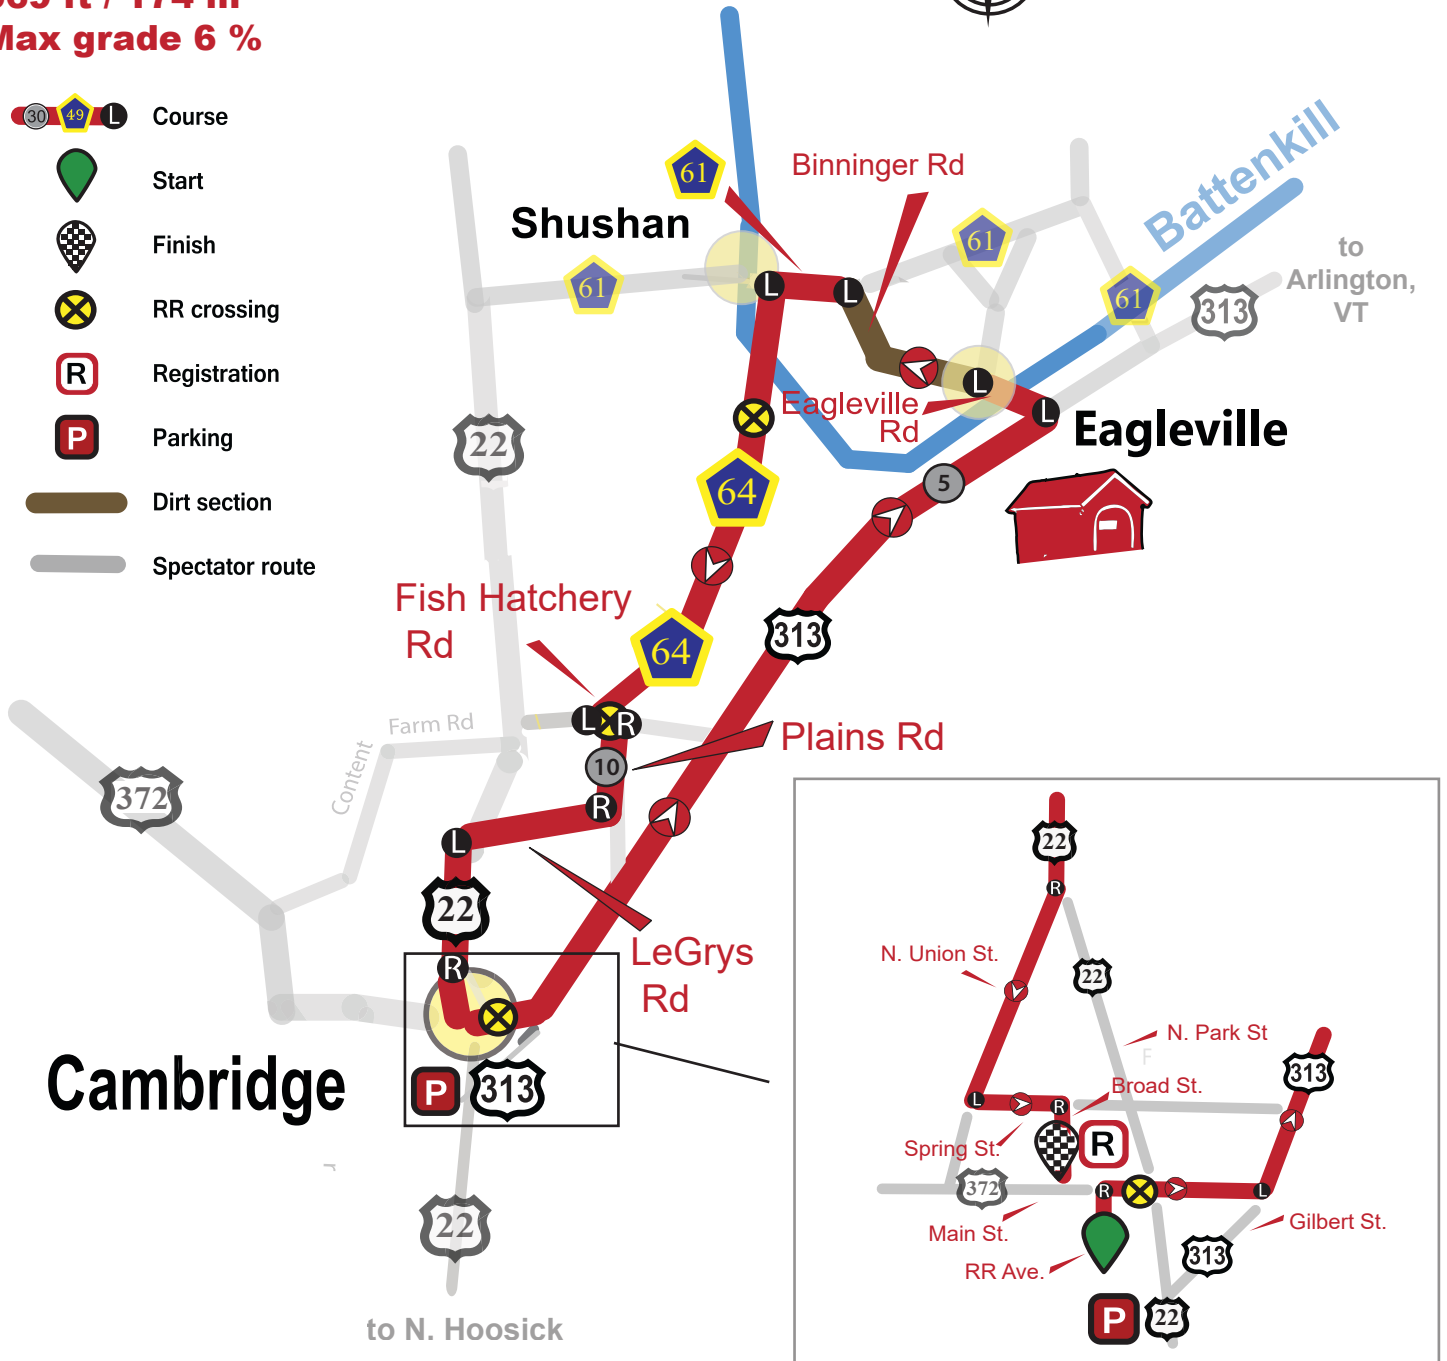 Max grade 6 %
30
49
L
Course
Start
Finish
RR crossing
R
Registration
P
Parking
Dirt section
Spectator route
61
Binninger Rd
Shushan
Battenkill
61
61
61
to
Arlington,
VT
313
L
L
L
L
Eagleville
Rd
Eagleville
22
64
5
Fish Hatchery
Rd
64
313
Farm Rd
Content
L
R
Plains Rd
10
372
R
L
22
LeGrys
Rd
R
Cambridge
P
313
22
to N. Hoosick
22
R
N. Union St.
22
N. Park St
F
313
Broad St.
L
R
Spring St.
R
372
R
L
Main St.
Gilbert St.
RR Ave.
313
P
22